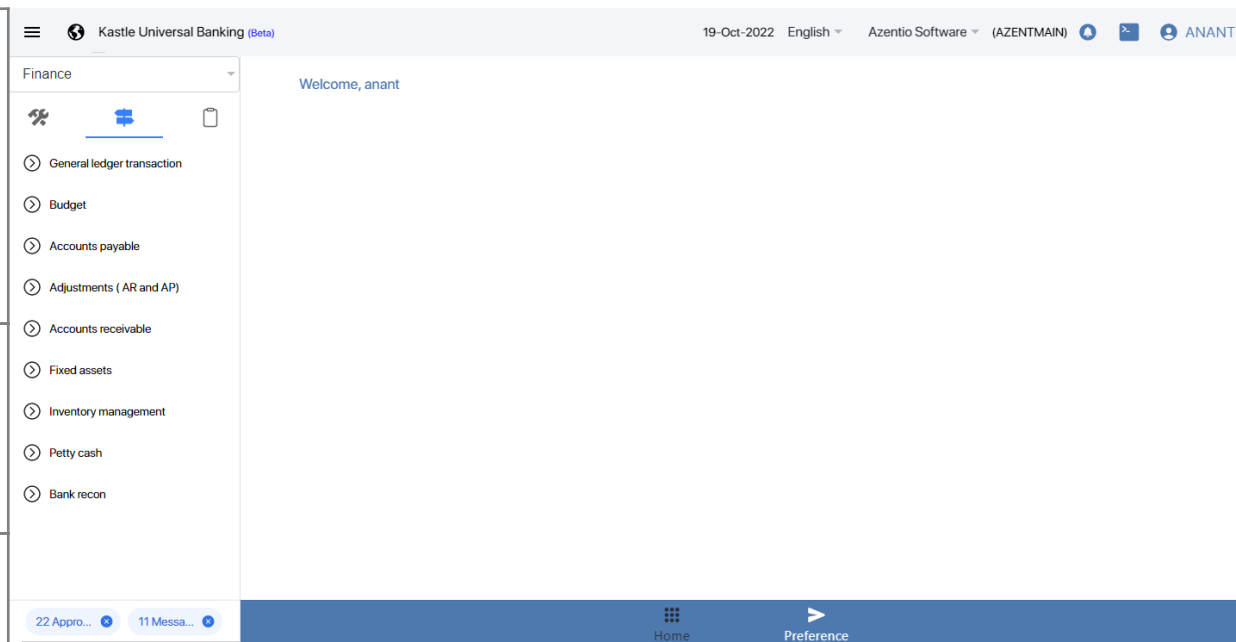 Kastle Universal Banking (Beta)
19-Oct-2022 English Azentio Software (AZENTMAIN) ANANT
Finance
Welcome, anant
General ledger transaction
Budget
Accounts payable
Adjustments ( AR and AP)
Accounts receivable
Fixed assets
Inventory management
Petty cash
Bank recon
22 Appro... 11 Messa...
Home Preference